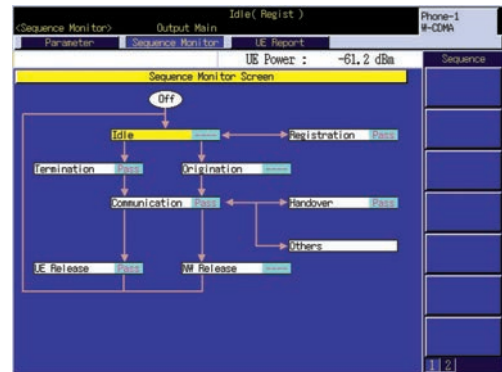 Idle( Regist )
Phone-1
<Sequence Monitor> Output Main
W-CDMA
Parameter Sequence Monitor UE Report
UE Power : -61.2 dBm
Sequence
Sequence Monitor Screen
Off
Idle ----
Registration Pass
Termination Pass
Origination ----
Communication Pass
Handover Pass
Others
UE Release Pass
NW Release ----
1 2